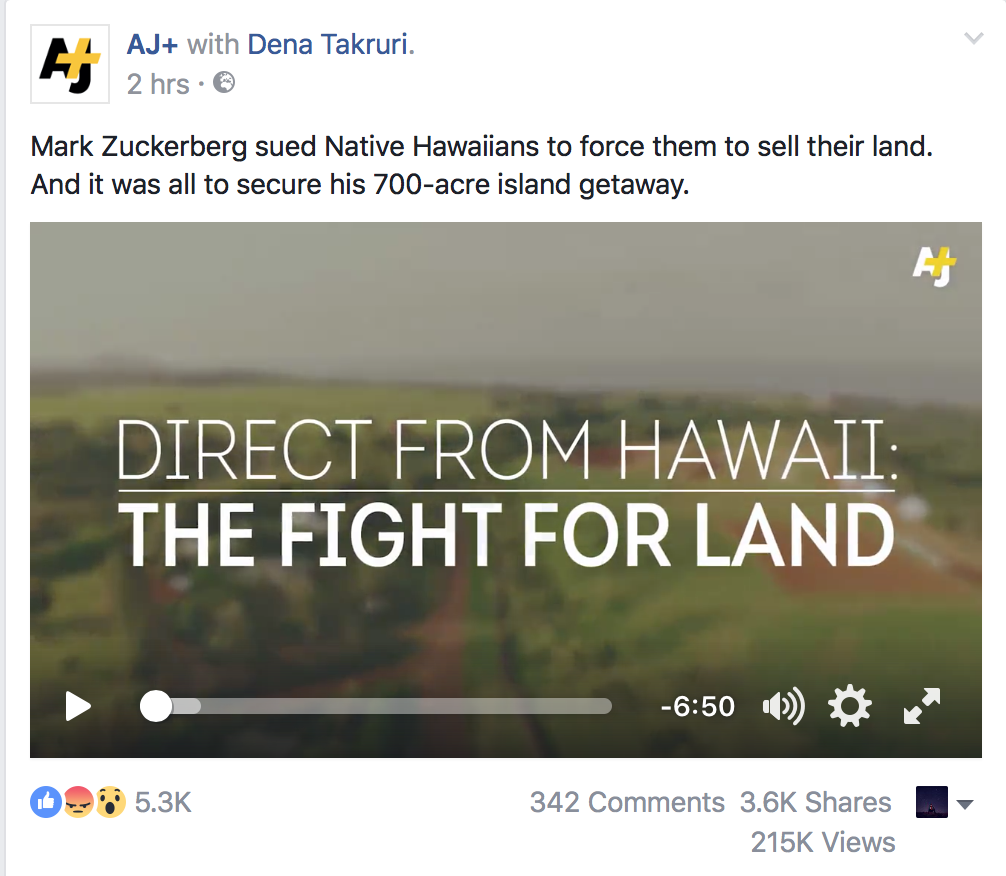 AJ+ with Dena Takruri.
2 hrs ·
Mark Zuckerberg sued Native Hawaiians to force them to sell their land.
And it was all to secure his 700-acre island getaway.
AJ+
DIRECT FROM HAWAII:
THE FIGHT FOR LAND
-6:50
5.3K 342 Comments 3.6K Shares
215K Views